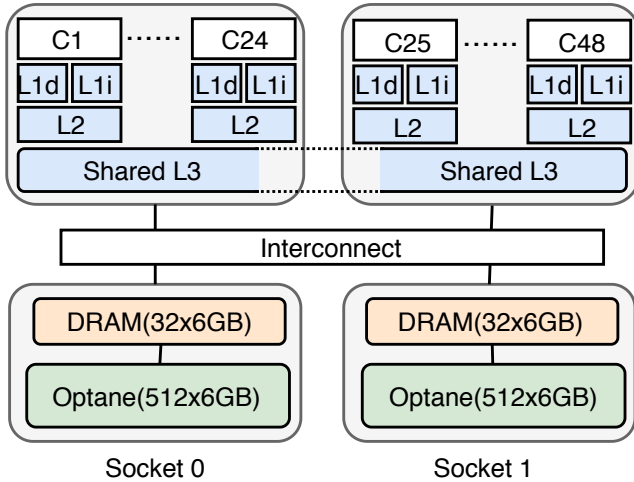 C1 ...... C24 C25 ...... C48
L1d L1i L1d L1i L1d L1i L1d L1i
L2 L2 L2 L2
Shared L3 Shared L3
Interconnect
DRAM(32x6GB) DRAM(32x6GB)
Optane(512x6GB) Optane(512x6GB)
Socket 0 Socket 1